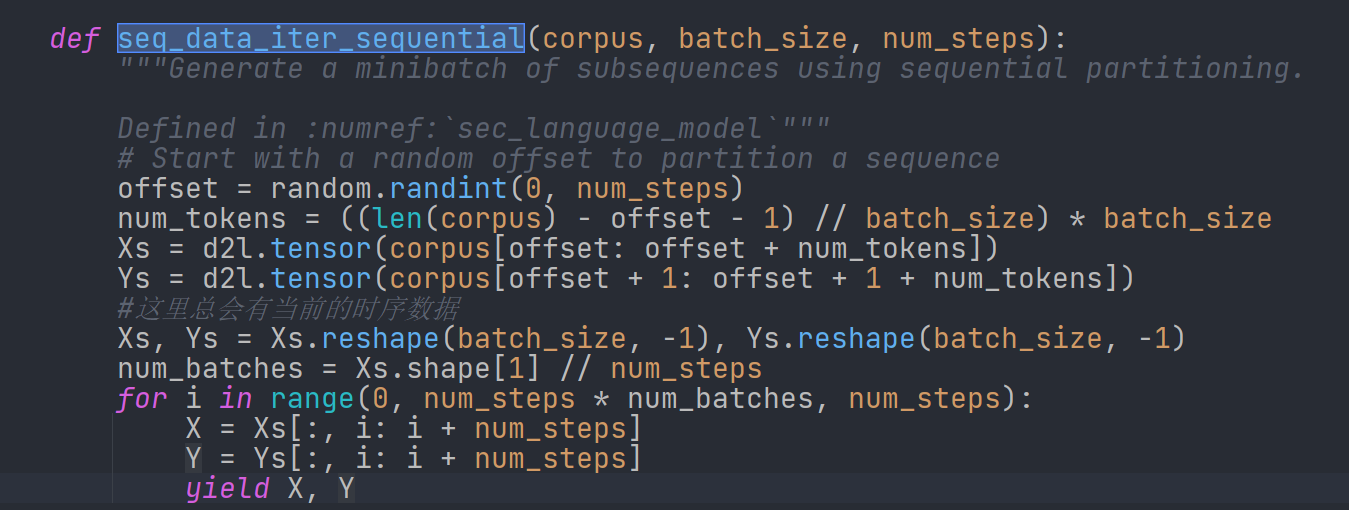 def seq_data_iter_sequential(corpus, batch_size, num_steps):
"""Generate a minibatch of subsequences using sequential partitioning.
Defined in :numref:`sec_language_model`"""
# Start with a random offset to partition a sequence
offset = random.randint(0, num_steps)
num_tokens = ((len(corpus) - offset - 1) // batch_size) * batch_size
Xs = d2l.tensor(corpus[offset: offset + num_tokens])
Ys = d2l.tensor(corpus[offset + 1: offset + 1 + num_tokens])
#这里总会有当前的时序数据
Xs, Ys = Xs.reshape(batch_size, -1), Ys.reshape(batch_size, -1)
num_batches = Xs.shape[1] // num_steps
for i in range(0, num_steps * num_batches, num_steps):
X = Xs[:, i: i + num_steps]
Y = Ys[:, i: i + num_steps]
yield X, Y